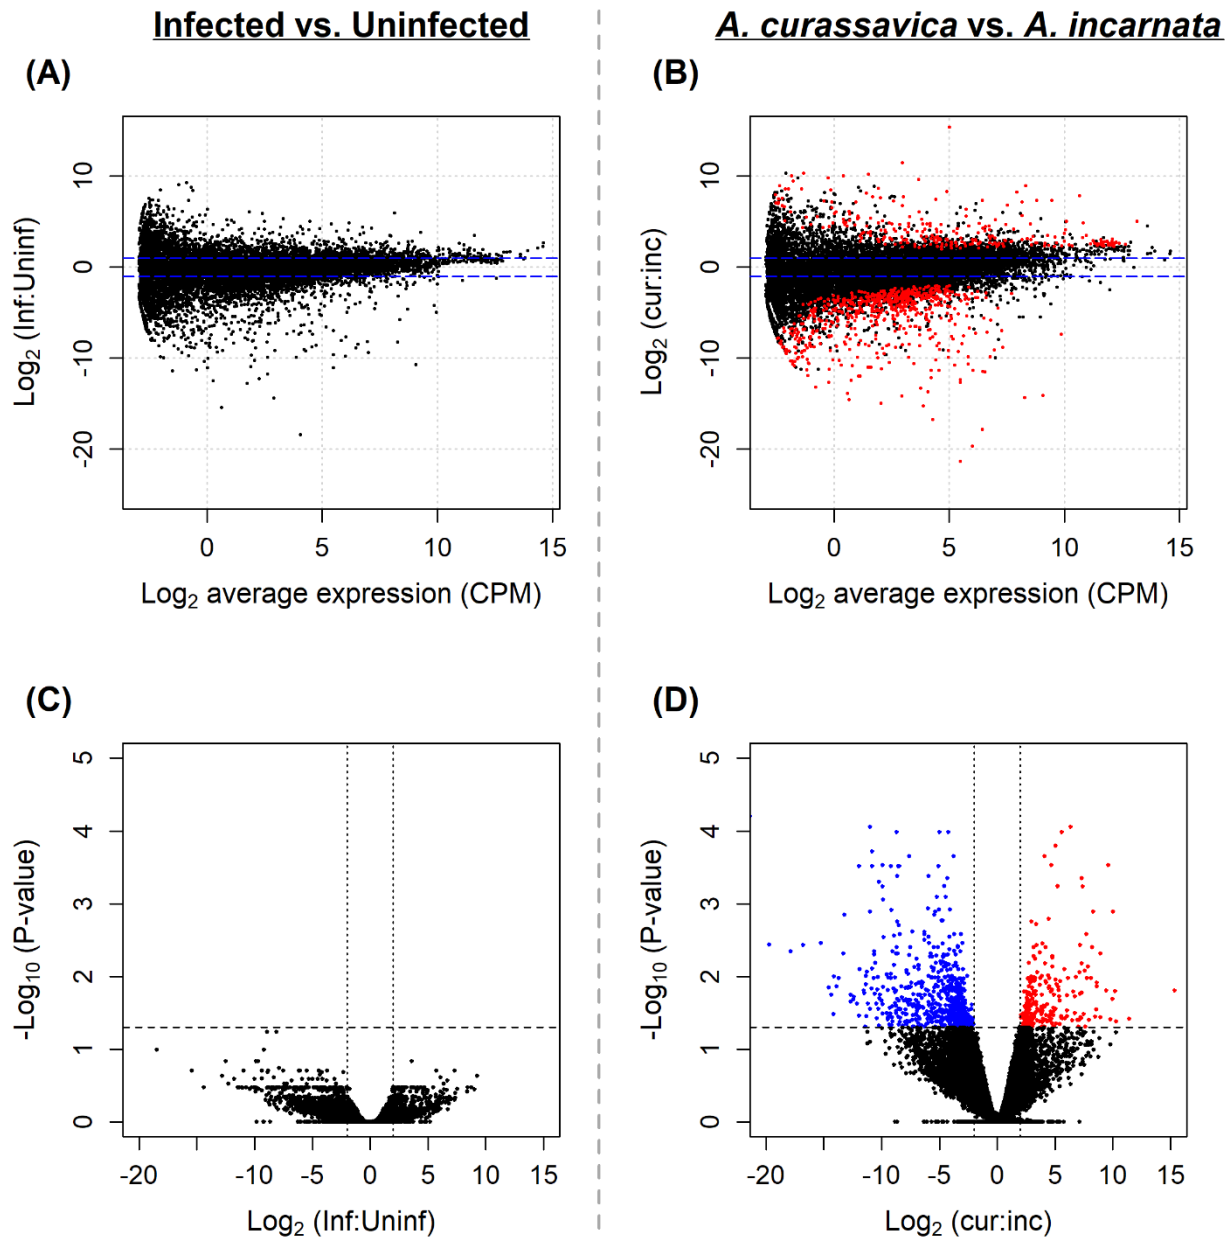 Infected vs. Uninfected
A. curassavica vs. A. incarnata
(A)
(B)
Log2 (Inf:Uninf)
10
0
-10
-20
0 5 10 15
Log2 average expression (CPM)
Log2 (cur:inc)
10
0
-10
-20
0 5 10 15
Log2 average expression (CPM)
(C)
(D)
-Log10 (P-value)
5
4
3
2
1
0
-20 -10 -5 0 5 10 15
Log2 (Inf:Uninf)
-Log10 (P-value)
5
4
3
2
1
0
-20 -10 -5 0 5 10 15
Log2 (cur:inc)